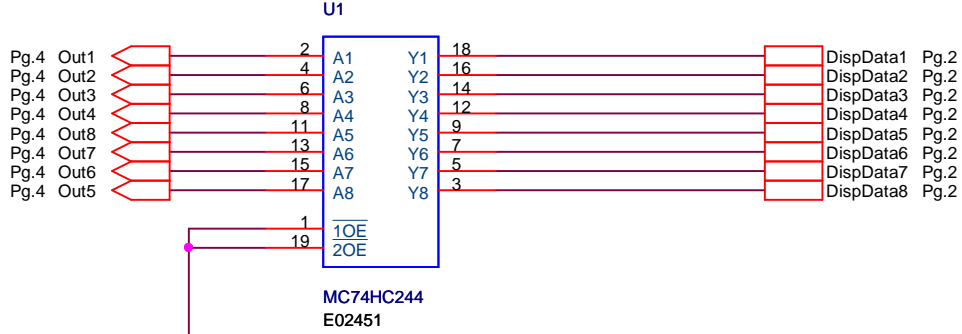 U1
Pg.4 Out1 2 A1 Y1 18 DispData1 Pg.2
Pg.4 Out2 4 A2 Y2 16 DispData2 Pg.2
Pg.4 Out3 6 A3 Y3 14 DispData3 Pg.2
Pg.4 Out4 8 A4 Y4 12 DispData4 Pg.2
Pg.4 Out8 11 A5 Y5 9 DispData5 Pg.2
Pg.4 Out7 13 A6 Y6 7 DispData6 Pg.2
Pg.4 Out6 15 A7 Y7 5 DispData7 Pg.2
Pg.4 Out5 17 A8 Y8 3 DispData8 Pg.2
1 1OE
19 2OE
MC74HC244
E02451